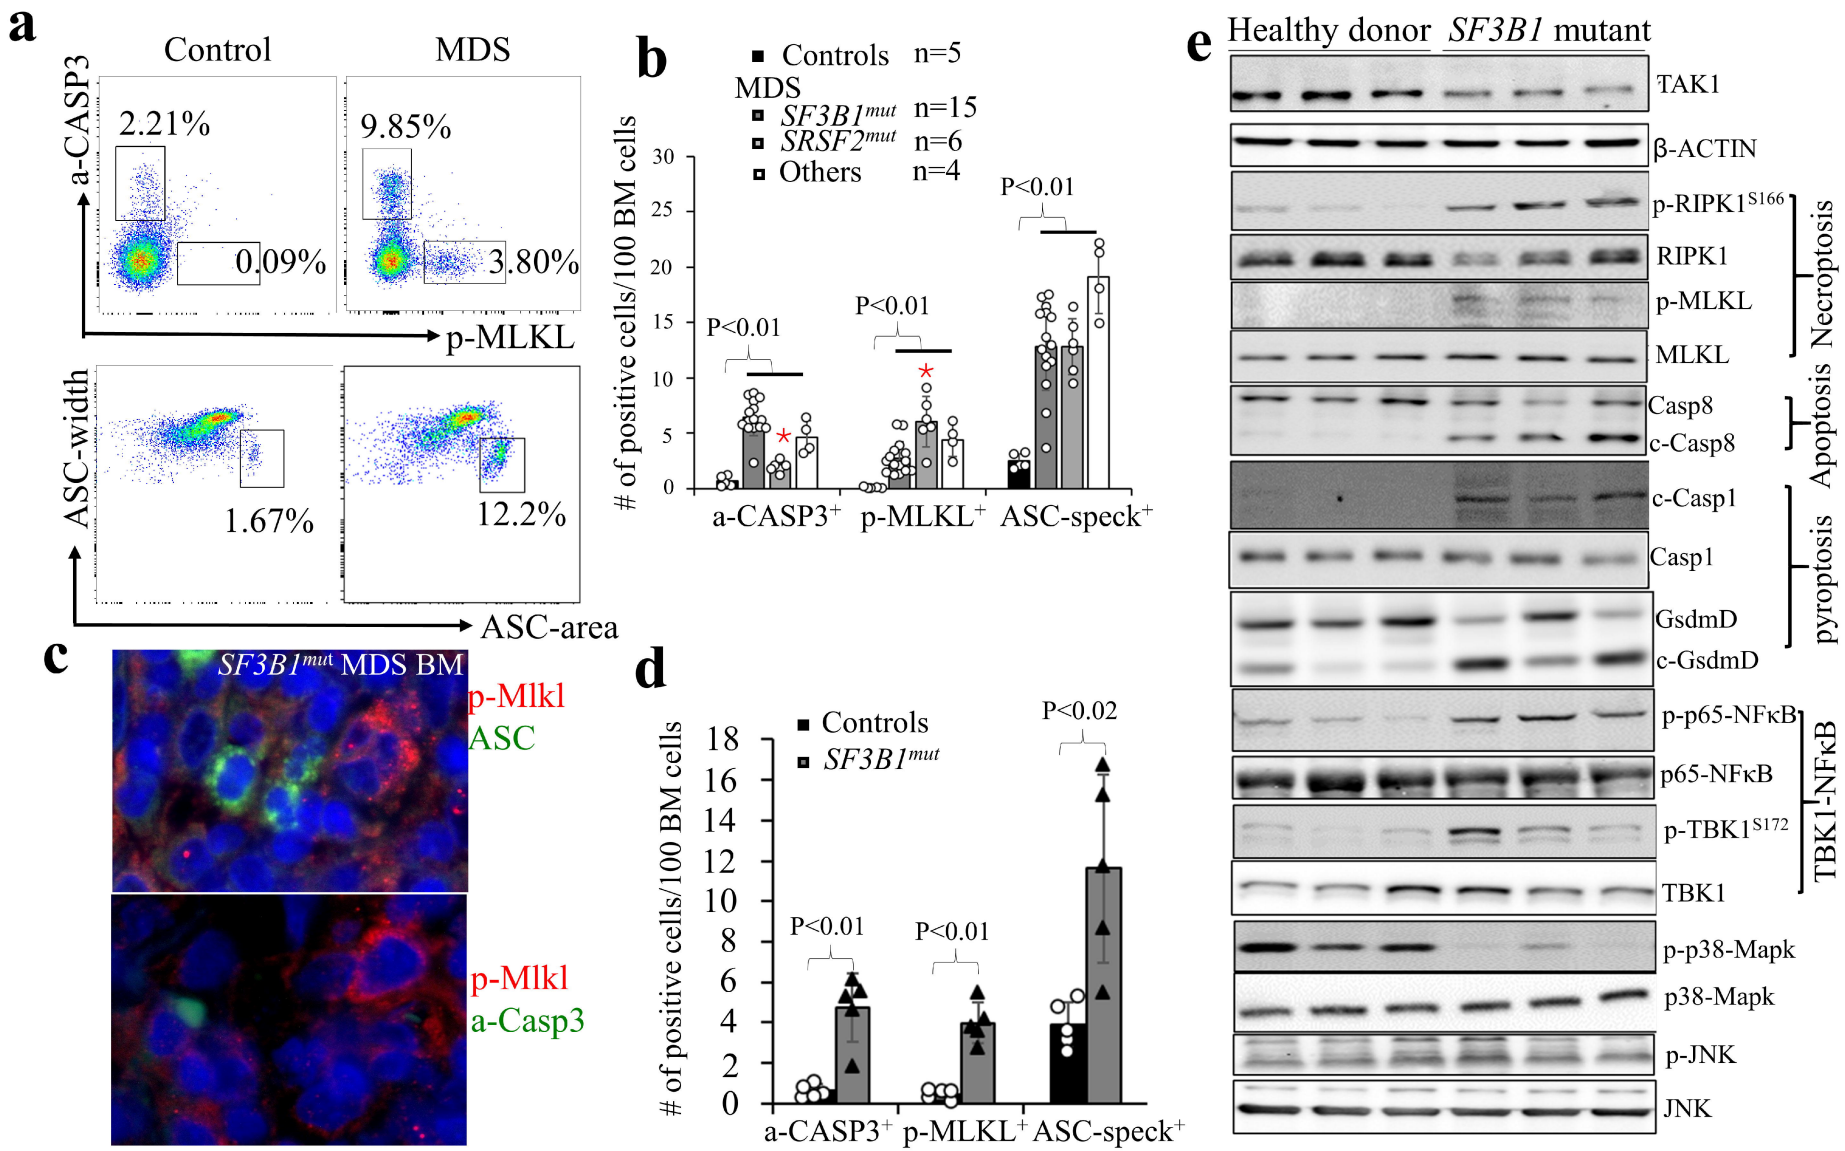 a
Control
MDS
a-CASP3
2.21%
0.09%
9.85%
3.80%
p-MLKL
ASC-width
1.67%
12.2%
ASC-area
b
Controls n=5
MDS
SF3B1mut n=15
SRSF2mut n=6
Others n=4
# of positive cells/100 BM cells
30
25
20
15
10
5
0
P<0.01
*
P<0.01
*
P<0.01
a-CASP3+
p-MLKL+
ASC-speck+
c
SF3B1mut MDS BM
p-Mlkl
ASC
p-Mlkl
a-Casp3
d
Controls
SF3B1mut
# of positive cells/100 BM cells
18
16
14
12
10
8
6
4
2
0
P<0.01
P<0.01
P<0.02
a-CASP3+
p-MLKL+
ASC-speck+
e
Healthy donor
SF3B1 mutant
TAK1
β-ACTIN
p-RIPK1S166
RIPK1
p-MLKL
MLKL
Necroptosis
Casp8
c-Casp8
Apoptosis
c-Casp1
Casp1
GsdmD
c-GsdmD
pyroptosis
p-p65-NFκB
p65-NFκB
p-TBK1S172
TBK1
TBK1-NFκB
p-p38-Mapk
p38-Mapk
p-JNK
JNK